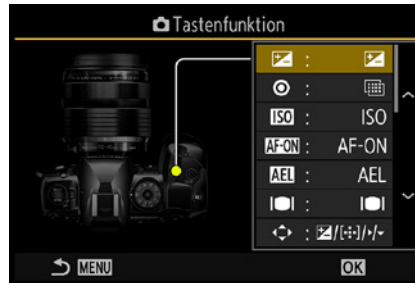 Tastenfunktion
:
:
ISO : ISO
AF-ON : AF-ON
AEL : AEL
:
: /[]/▸/▾
MENU OK